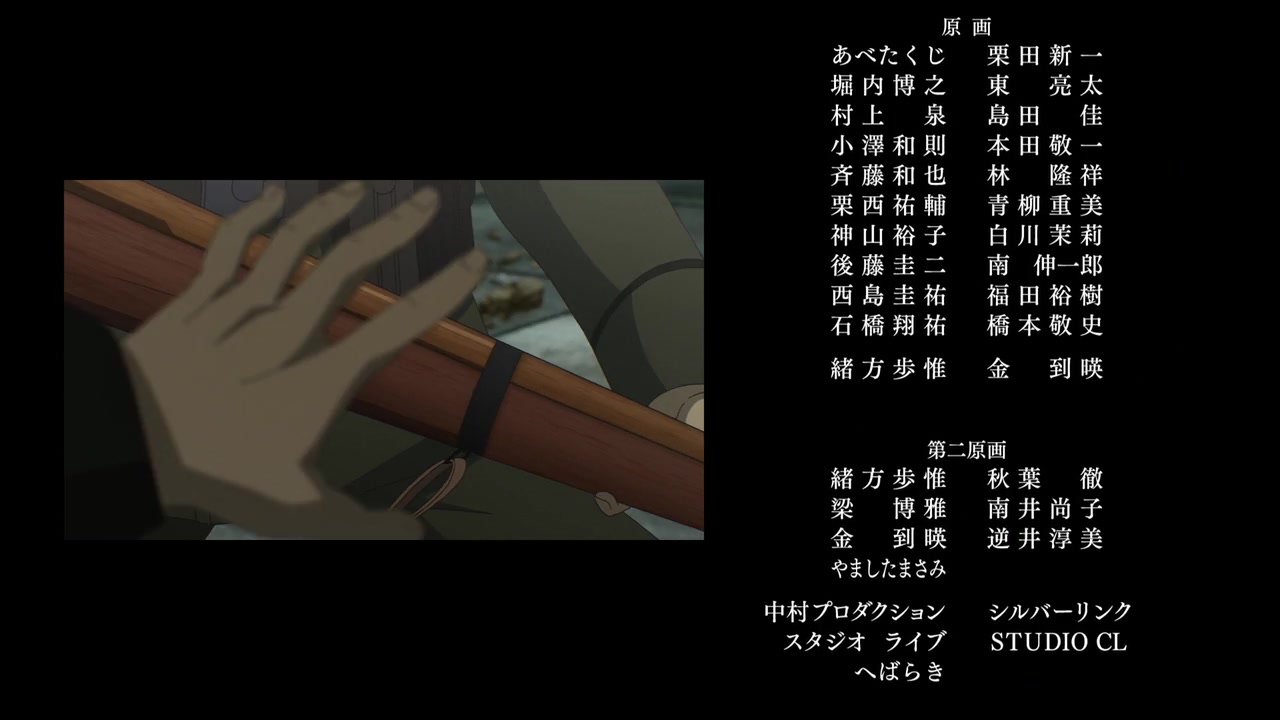 原画
あべたくじ 栗田新一
堀内博之 東亮太
村上泉 島田佳
小澤和則 本田敬一
斉藤和也 林隆祥
栗西祐輔 青柳重美
神山裕子 白川茉莉
後藤圭二 南伸一郎
西島圭祐 福田裕樹
石橋翔祐 橋本敬史
緒方歩惟 金到暎
第二原画
緒方歩惟 秋葉徹
梁博雅 南井尚子
金到暎 逆井淳美
やましたまさみ
中村プロダクション シルバーリンク
スタジオ ライブ STUDIO CL
へばらき